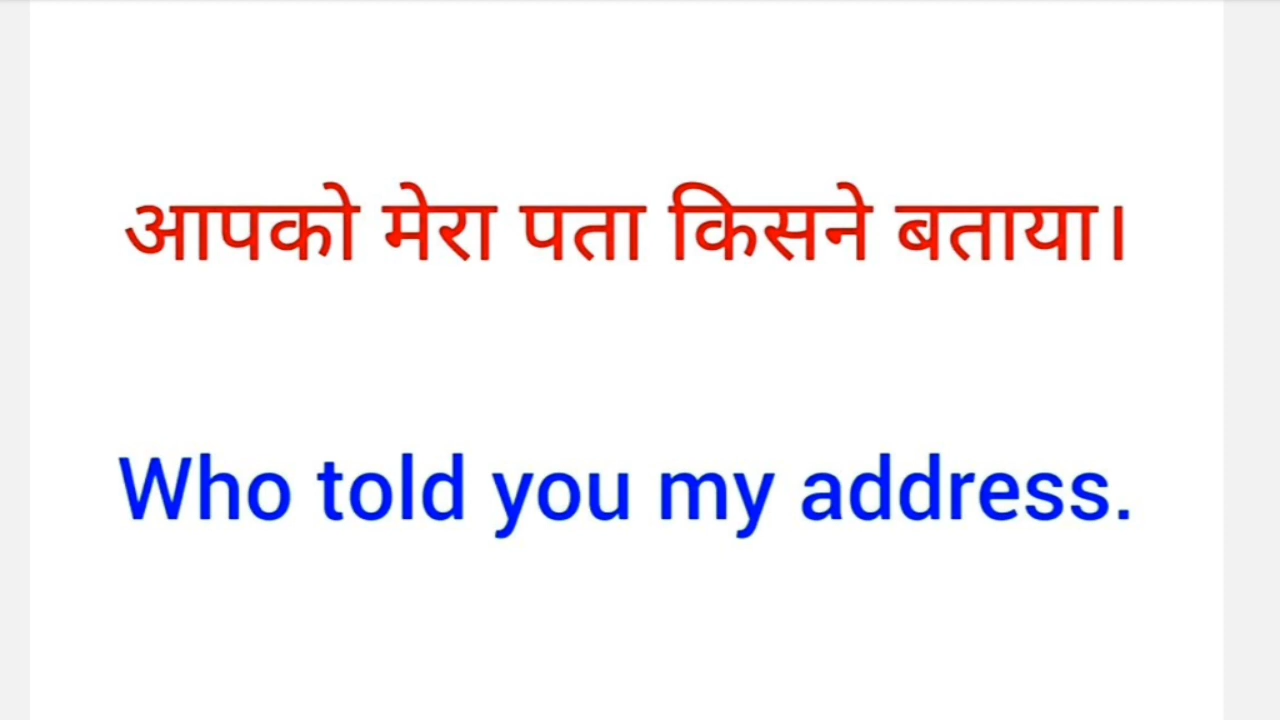 आपको मेरा पता किसने बताया।
Who told you my address.